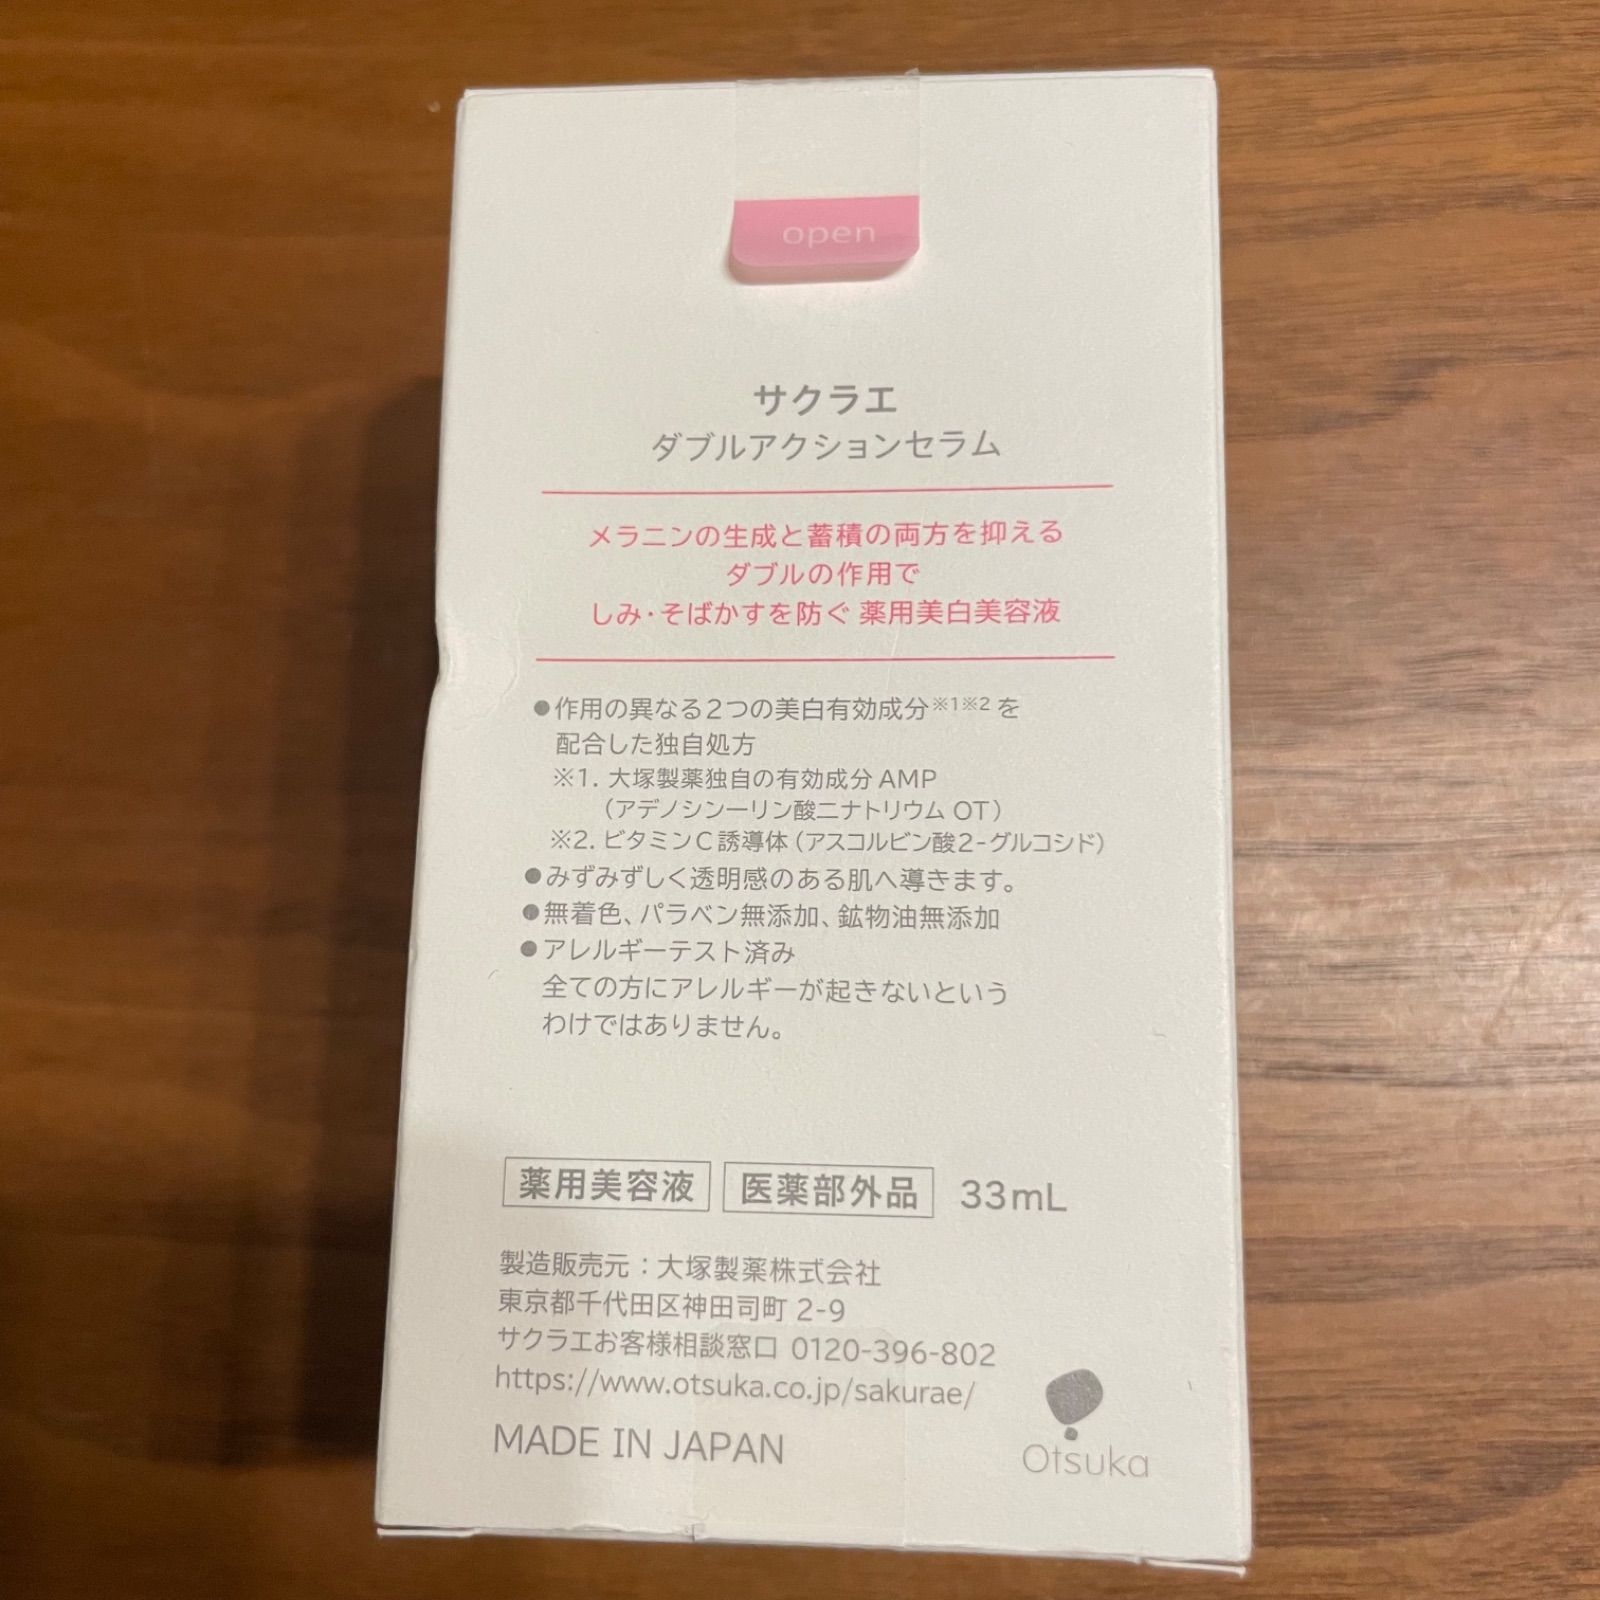 open
サクラエ
ダブルアクションセラム
メラニンの生成と蓄積の両方を抑える
ダブルの作用で
しみ・そばかすを防ぐ 薬用美白美容液
●作用の異なる2つの美白有効成分※1※2を
配合した独自処方
※1. 大塚製薬独自の有効成分 AMP
（アデノシン一リン酸二ナトリウム OT）
※2. ビタミンC誘導体（アスコルビン酸2-グルコシド）
●みずみずしく透明感のある肌へ導きます。
●無着色、パラベン無添加、鉱物油無添加
●アレルギーテスト済み
全ての方にアレルギーが起きないという
わけではありません。
薬用美容液 医薬部外品 33mL
製造販売元：大塚製薬株式会社
東京都千代田区神田司町 2-9
サクラエお客様相談窓口 0120-396-802
https://www.otsuka.co.jp/sakurae/
MADE IN JAPAN
Otsuka